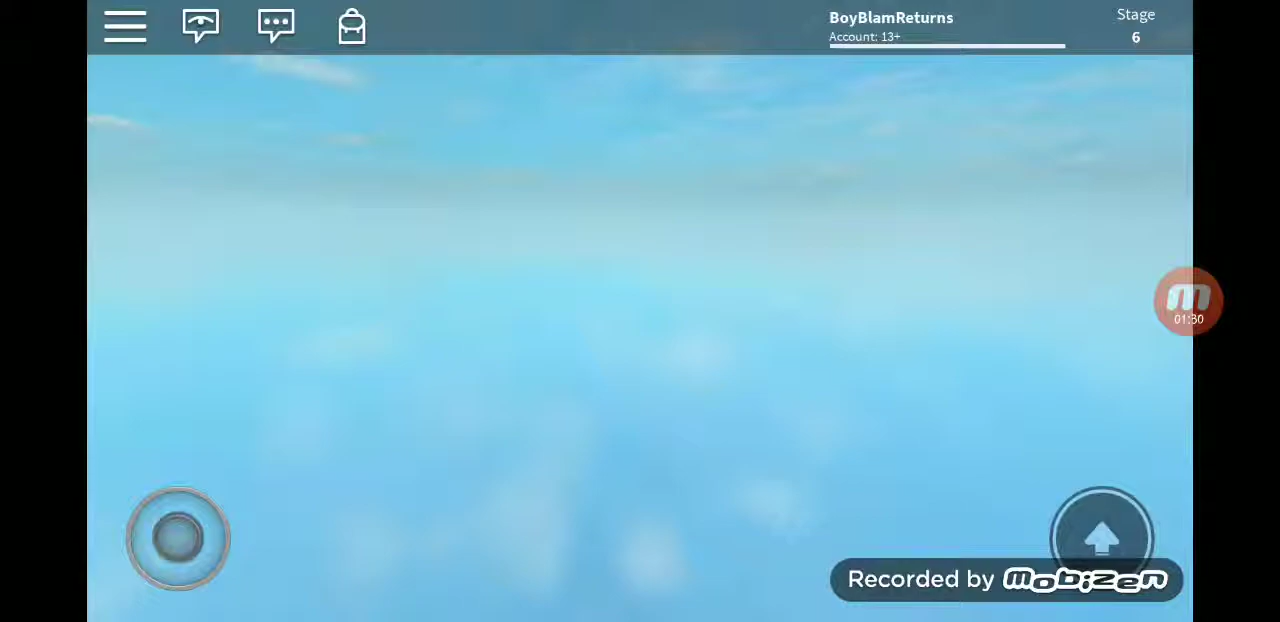 BoyBlamReturns
Account: 13+
Stage
6
01:30
Recorded by mobizen